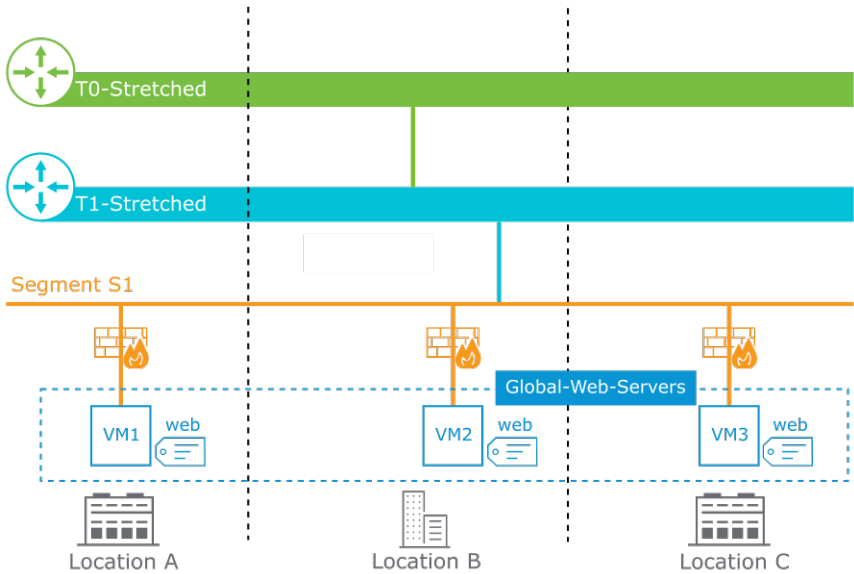 T0-Stretched
T1-Stretched
Segment S1
Global-Web-Servers
VM1
web
VM2
web
VM3
web
Location A
Location B
Location C